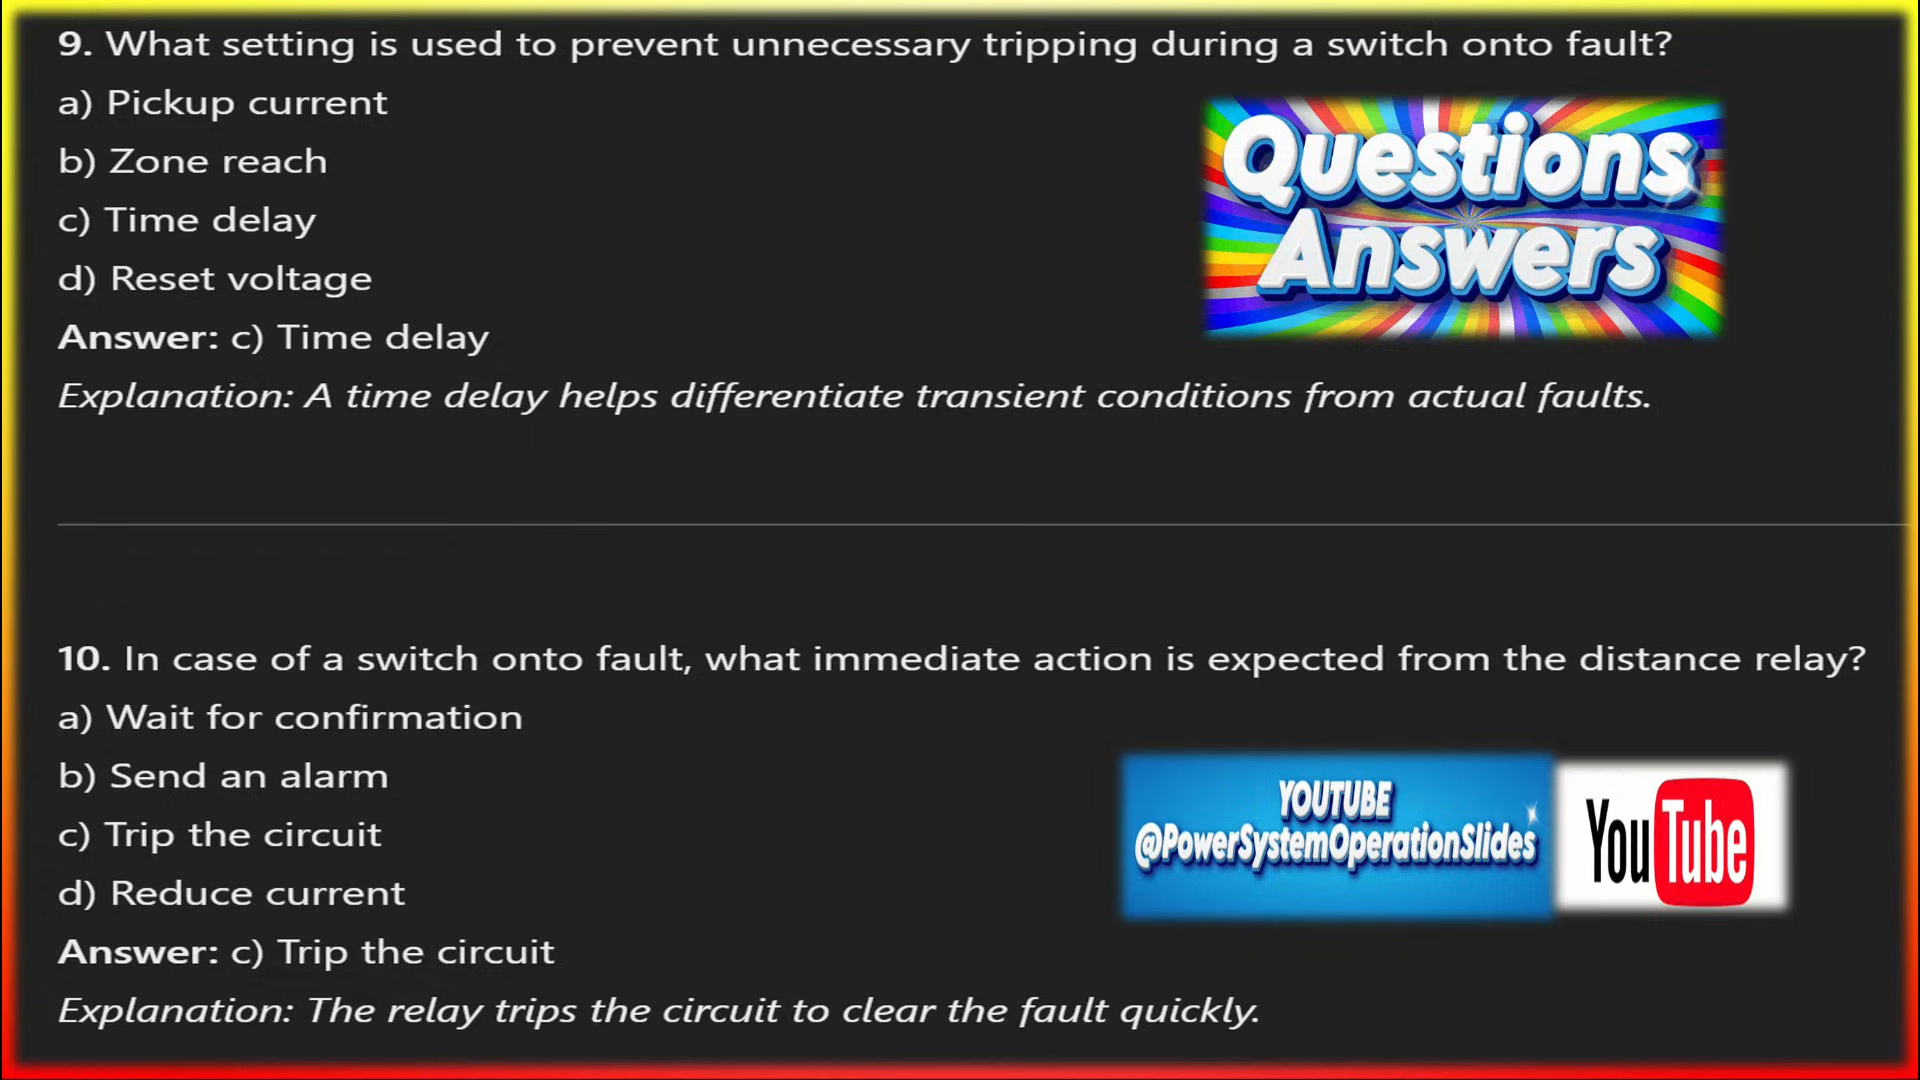 9. What setting is used to prevent unnecessary tripping during a switch onto fault?
a) Pickup current
b) Zone reach
c) Time delay
d) Reset voltage
Answer: c) Time delay
Explanation: A time delay helps differentiate transient conditions from actual faults.
Questions
Answers
10. In case of a switch onto fault, what immediate action is expected from the distance relay?
a) Wait for confirmation
b) Send an alarm
c) Trip the circuit
d) Reduce current
Answer: c) Trip the circuit
Explanation: The relay trips the circuit to clear the fault quickly.
YOUTUBE
@PowerSystemOperationSlides
YouTube